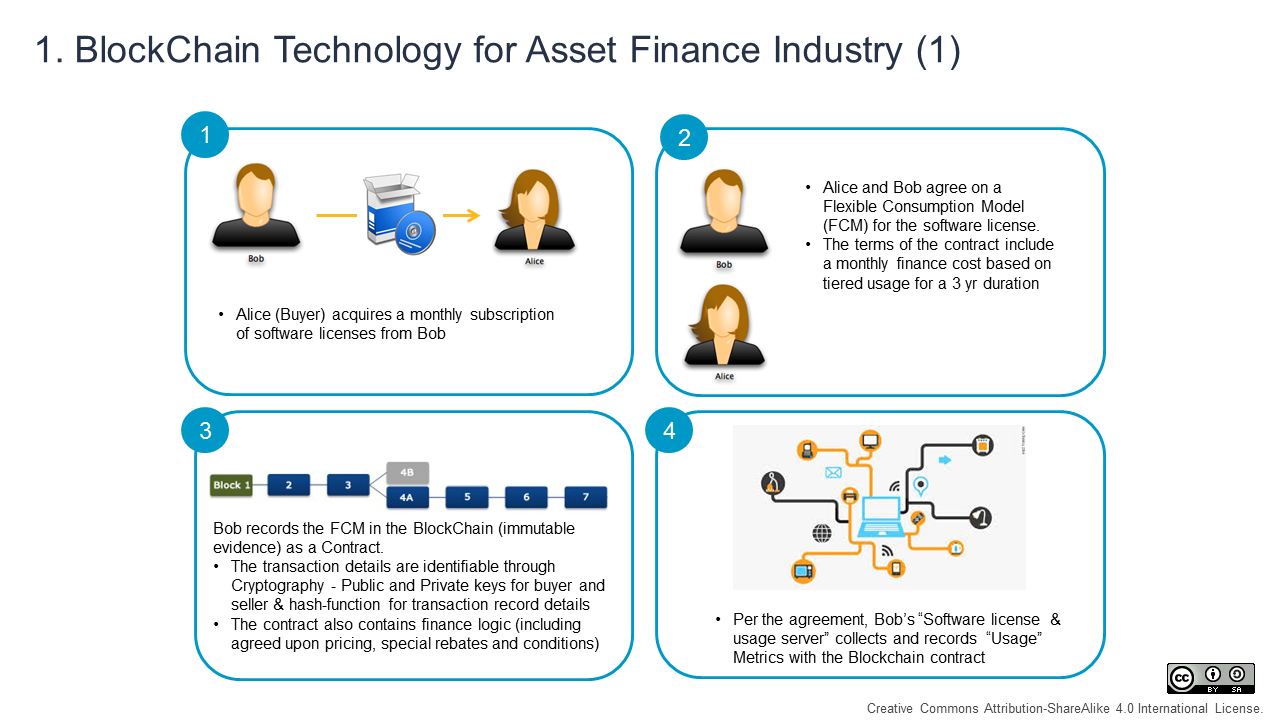 1. BlockChain Technology for Asset Finance Industry (1)
1
Bob
Alice
• Alice (Buyer) acquires a monthly subscription
of software licenses from Bob
2
Bob
Alice
• Alice and Bob agree on a
Flexible Consumption Model
(FCM) for the software license.
• The terms of the contract include
a monthly finance cost based on
tiered usage for a 3 yr duration
3
Block 1
2
3
4B
4A
5
6
7
Bob records the FCM in the BlockChain (immutable
evidence) as a Contract.
• The transaction details are identifiable through
Cryptography - Public and Private keys for buyer and
seller & hash-function for transaction record details
• The contract also contains finance logic (including
agreed upon pricing, special rebates and conditions)
4
• Per the agreement, Bob’s “Software license &
usage server” collects and records “Usage”
Metrics with the Blockchain contract
cc
BY SA
Creative Commons Attribution-ShareAlike 4.0 International License.